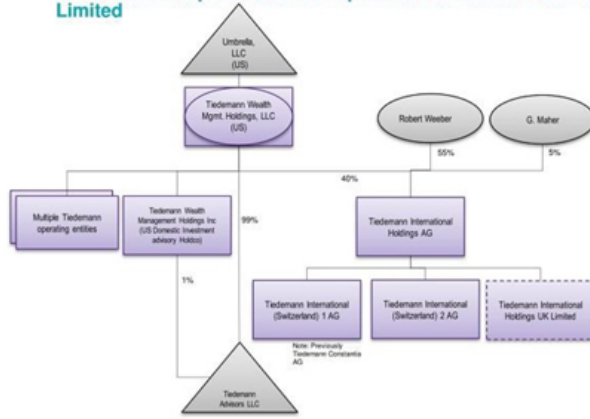 Limited
Umbrella,
LLC
(US)
Tiedemann Wealth
Mgmt. Holdings, LLC
(US)
Robert Weeber
G. Maher
55%
5%
40%
Multiple Tiedemann
operating entities
Tiedemann Wealth
Management Holdings Inc
(US Domestic Investment
advisory Holdco)
99%
Tiedemann International
Holdings AG
1%
Tiedemann International
(Switzerland) 1 AG
Tiedemann International
(Switzerland) 2 AG
Tiedemann International
Holdings UK Limited
Note: Previously
Tiedemann Constantia
AG
Tiedemann
Advisors LLC